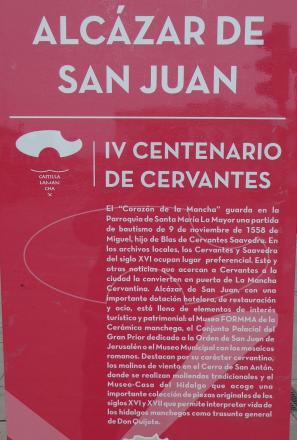 ALCÁZAR DE
SAN JUAN
IV CENTENARIO
DE CERVANTES
CASTILLA
LAMAN
CHA
El "Corazón de la Mancha" guarda en la
Parroquia de Santa María La Mayor una partida
de bautismo de 9 de noviembre de 1558 de
Miguel, hijo de Blas de Cervantes Saavedra. En
los archivos locales, los Cervantes y Saavedra
del siglo XVI ocupan lugar preferencial. Esto y
otras noticias que acercan a Cervantes a la
ciudad la convierten en puerta de La Mancha
Cervantina. Alcázar de San Juan, con una
importante dotación hotelera, de restauración
y ocio, está lleno de elementos de interés
turístico y patrimonial: el Museo FORMMA de la
Cerámica manchega, el Conjunto Palacial del
Gran Prior dedicado a la Orden de San Juan de
Jerusalén o el Museo Municipal con los mosaicos
romanos. Destacan por su carácter cervantino,
los molinos de viento en el Cerro de San Antón,
donde se realizan moliendas tradicionales y el
Museo-Casa del Hidalgo que acoge una
importante colección de piezas originales de los
siglos XVI y XVII que permite interpretar vida de
los hidalgos manchegos como trasunto general
de Don Quijote.